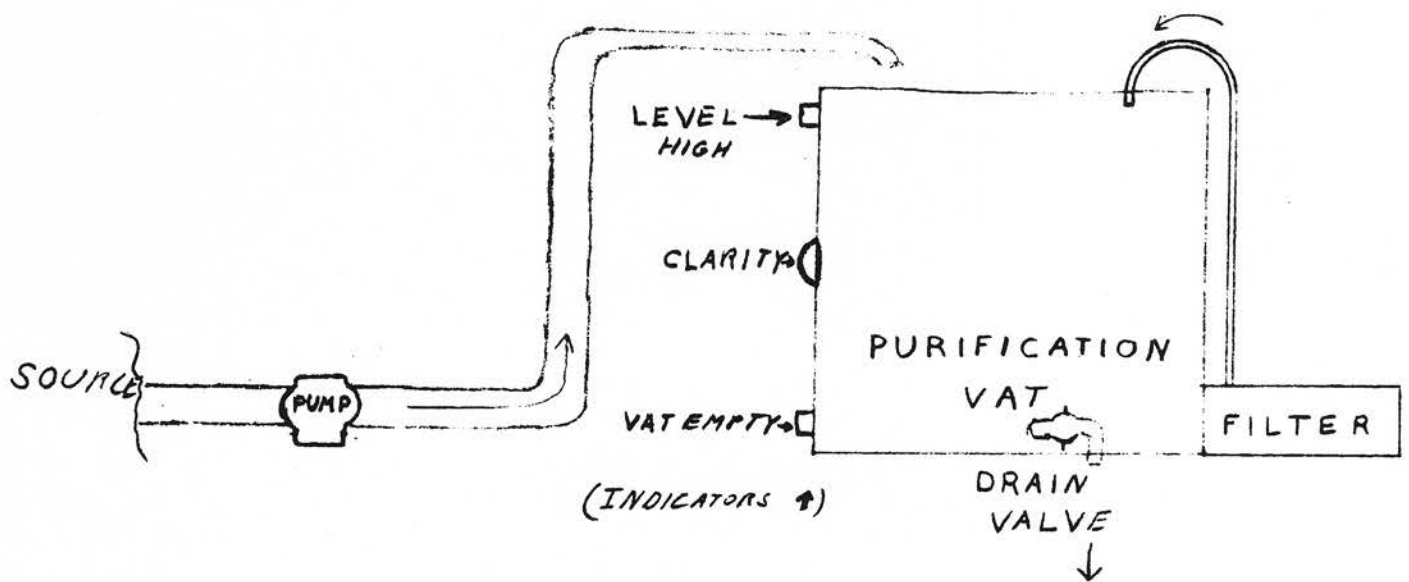 LEVEL
HIGH
CLARITY
SOURCE
PUMP
PURIFICATION
VAT
VAT EMPTY
FILTER
DRAIN
VALVE
(INDICATORS ↑)